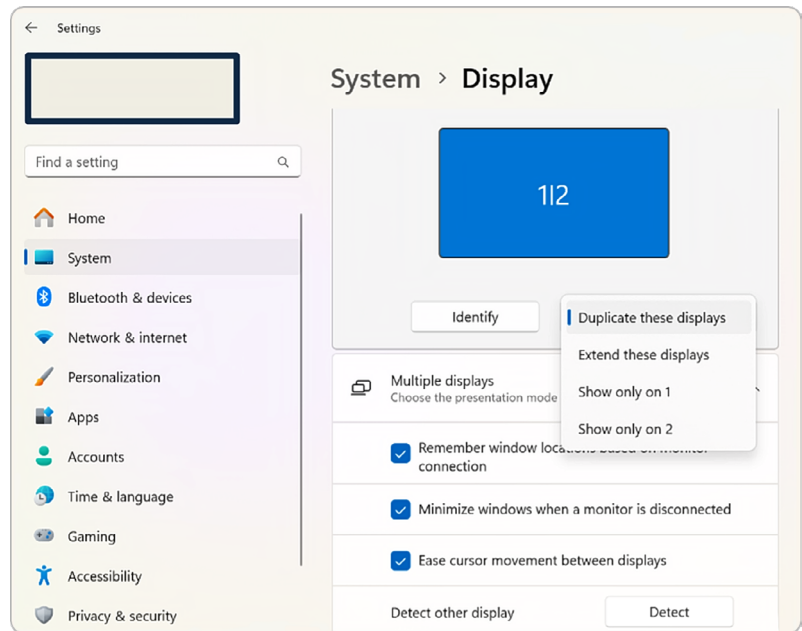 Settings
Find a setting
Home
System
Bluetooth & devices
Network & internet
Personalization
Apps
Accounts
Time & language
Gaming
Accessibility
Privacy & security
System > Display
1|2
Identify
Duplicate these displays
Extend these displays
Show only on 1
Show only on 2
Multiple displays
Choose the presentation mode
Remember window locations based on monitor
connection
Minimize windows when a monitor is disconnected
Ease cursor movement between displays
Detect other display
Detect